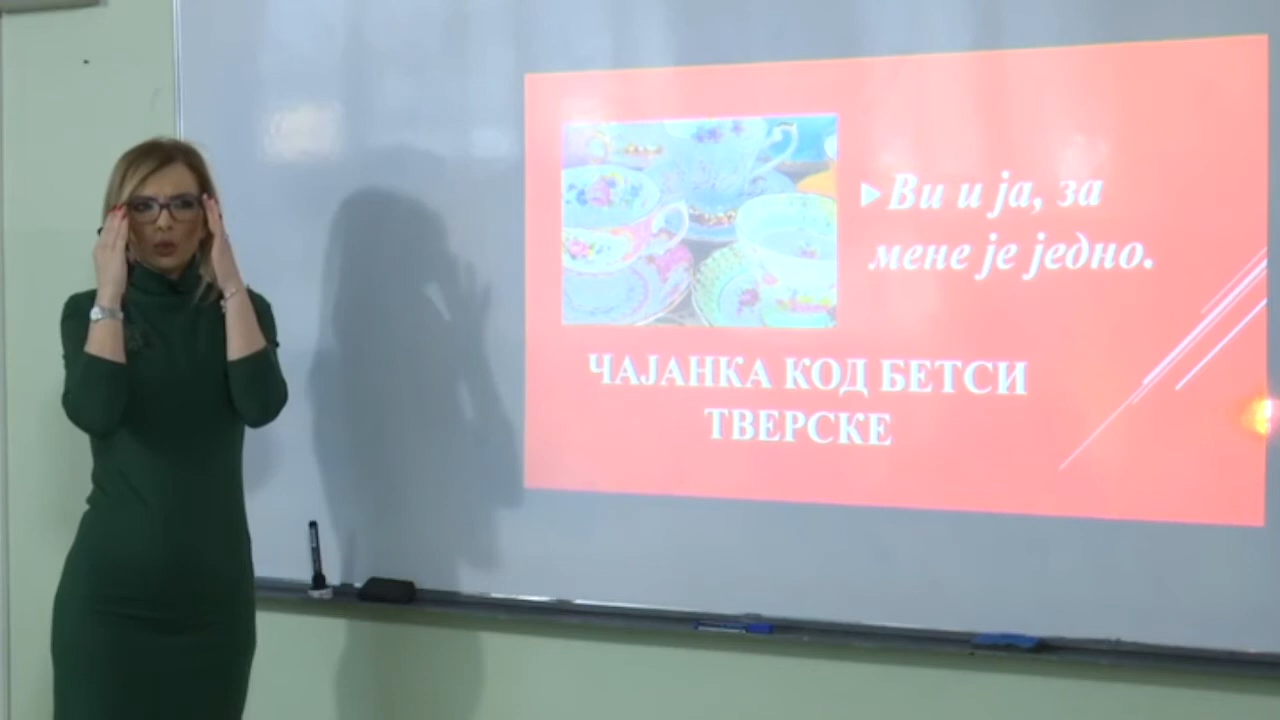 Ви и ја, за
мене је једно.
ЧАЈАНКА КОД БЕТСИ
ТВЕРСКЕ